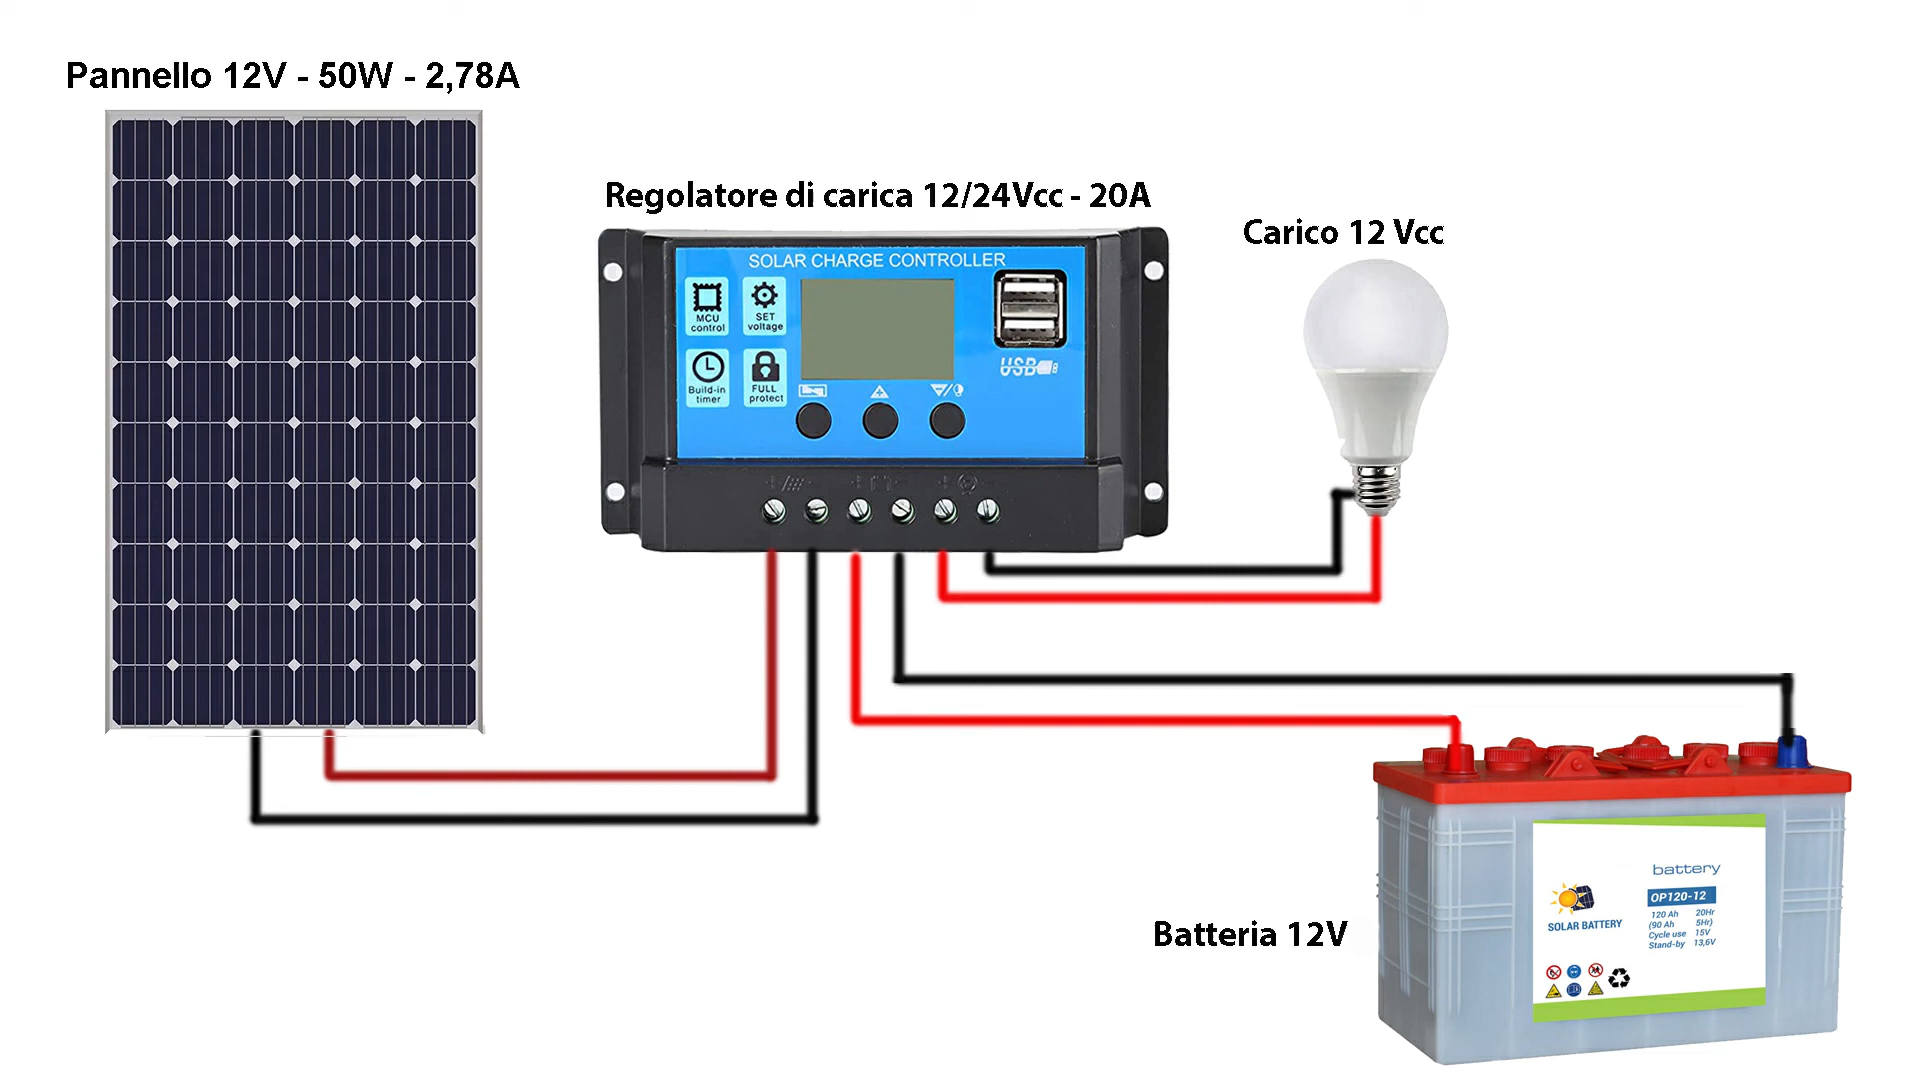 Pannello 12V - 50W - 2,78A
Regolatore di carica 12/24Vcc - 20A
Carico 12 Vcc
SOLAR CHARGE CONTROLLER
MCU
control
SET
voltage
Build-in
timer
FULL
protect
USB
battery
OP120-12
120 Ah 20Hr
(90 Ah 5Hr)
Cycle use 15V
Stand-by 13,6V
SOLAR BATTERY
Batteria 12V